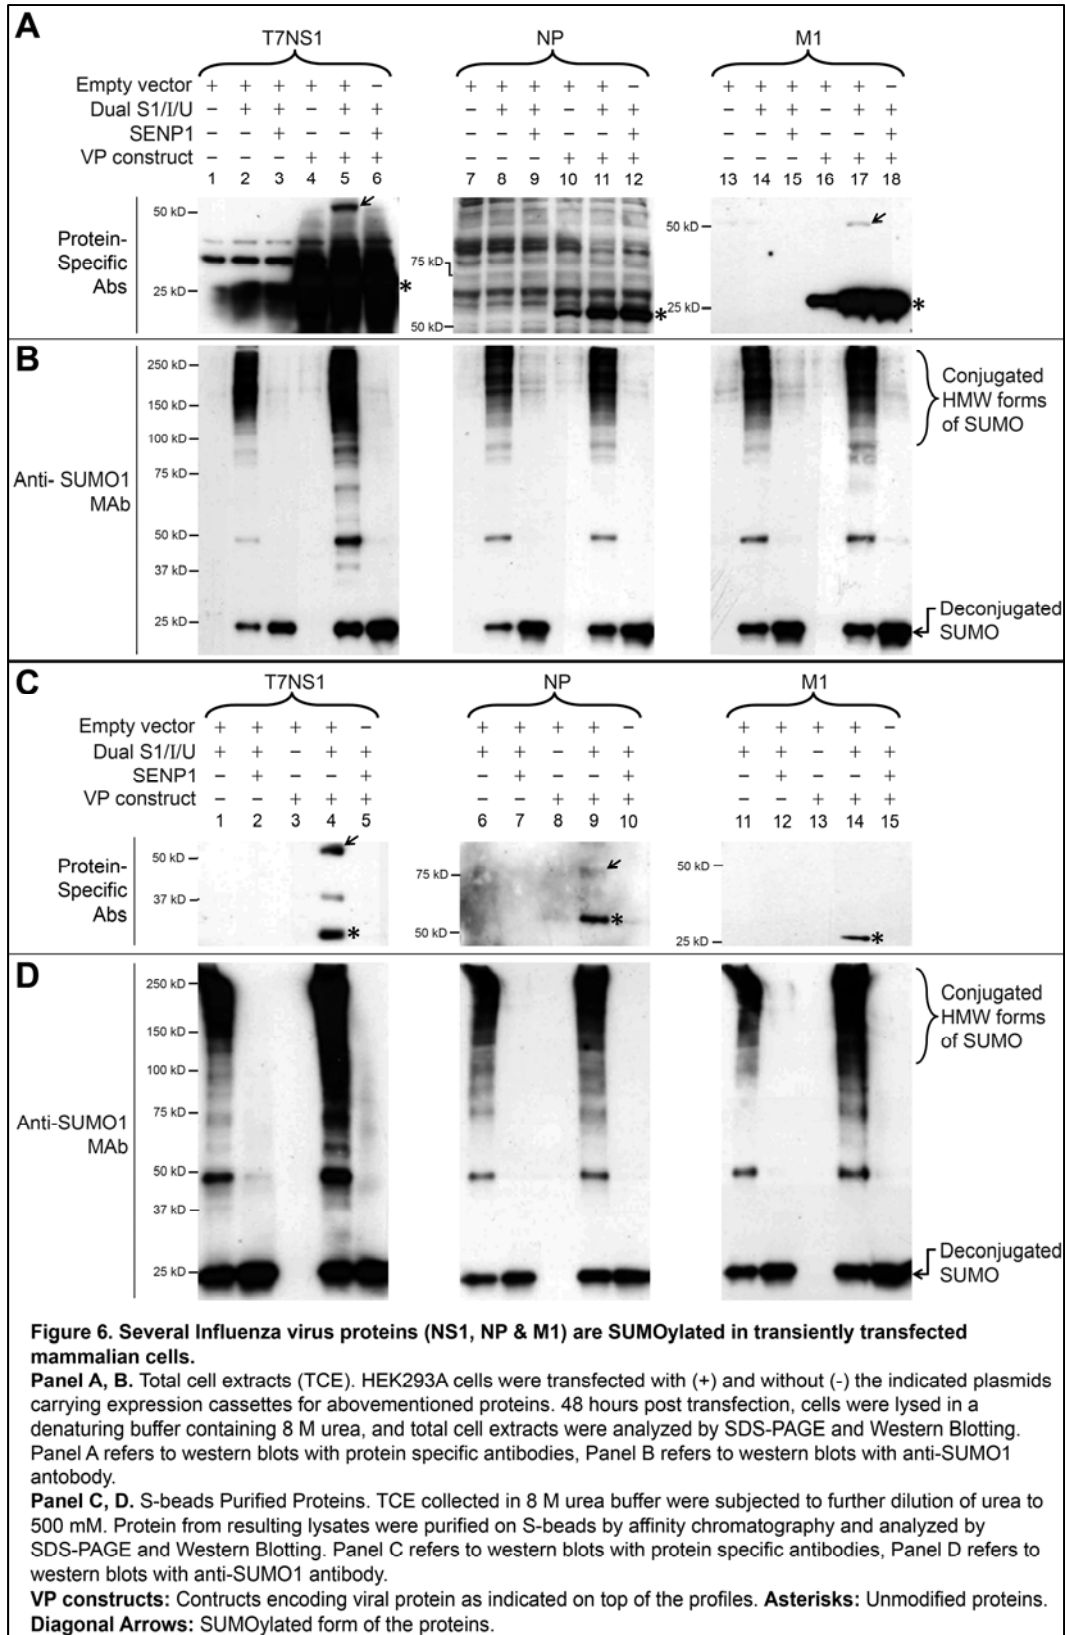 A
T7NS1 NP M1
Empty vector + + + + + − + + + + + − + + + + + −
Dual S1/I/U − + + − + + − + + − + + − + + − + +
SENP1 − − + − − + − − + − − + − − + − − +
VP construct − − − + + + − − − + + + − − − + + +
1 2 3 4 5 6 7 8 9 10 11 12 13 14 15 16 17 18
Protein-
Specific
Abs
50 kD
25 kD
*
75 kD
50 kD
*
50 kD
25 kD
*
B
Anti- SUMO1
MAb
250 kD
150 kD
100 kD
75 kD
50 kD
37 kD
25 kD
Conjugated
HMW forms
of SUMO
Deconjugated
SUMO
C
T7NS1 NP M1
Empty vector + + + + − + + + + − + + + + −
Dual S1/I/U + + − + + + + − + + + + − + +
SENP1 − + − − + − + − − + − + − − +
VP construct − − + + + − − + + + − − + + +
1 2 3 4 5 6 7 8 9 10 11 12 13 14 15
Protein-
Specific
Abs
50 kD
37 kD
*
75 kD
50 kD
*
50 kD
25 kD
*
D
Anti-SUMO1
MAb
250 kD
150 kD
100 kD
75 kD
50 kD
37 kD
25 kD
Conjugated
HMW forms
of SUMO
Deconjugated
SUMO
Figure 6. Several Influenza virus proteins (NS1, NP & M1) are SUMOylated in transiently transfected
mammalian cells.
Panel A, B. Total cell extracts (TCE). HEK293A cells were transfected with (+) and without (-) the indicated plasmids
carrying expression cassettes for abovementioned proteins. 48 hours post transfection, cells were lysed in a
denaturing buffer containing 8 M urea, and total cell extracts were analyzed by SDS-PAGE and Western Blotting.
Panel A refers to western blots with protein specific antibodies, Panel B refers to western blots with anti-SUMO1
antobody.
Panel C, D. S-beads Purified Proteins. TCE collected in 8 M urea buffer were subjected to further dilution of urea to
500 mM. Protein from resulting lysates were purified on S-beads by affinity chromatography and analyzed by
SDS-PAGE and Western Blotting. Panel C refers to western blots with protein specific antibodies, Panel D refers to
western blots with anti-SUMO1 antibody.
VP constructs: Contructs encoding viral protein as indicated on top of the profiles. Asterisks: Unmodified proteins.
Diagonal Arrows: SUMOylated form of the proteins.